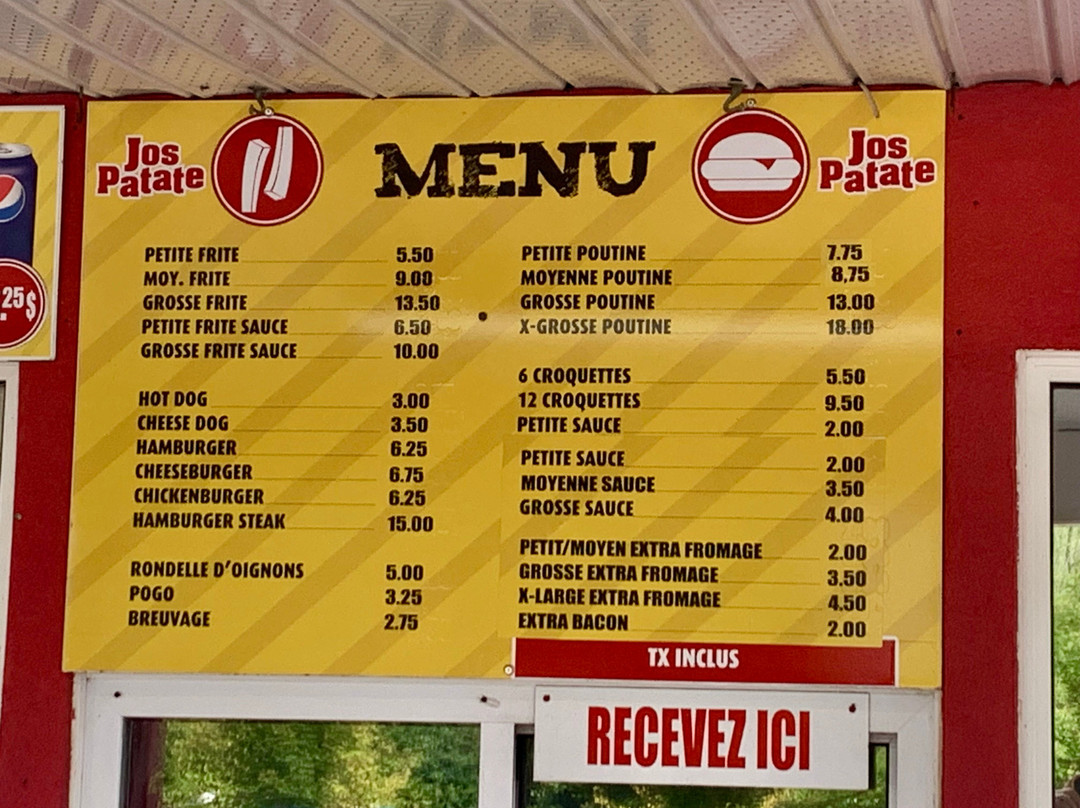 Jos
Patate
MENU
Jos
Patate
PETITE FRITE 5.50
MOY. FRITE 9.00
GROSSE FRITE 13.50
PETITE FRITE SAUCE 6.50
GROSSE FRITE SAUCE 10.00
HOT DOG 3.00
CHEESE DOG 3.50
HAMBURGER 6.25
CHEESEBURGER 6.75
CHICKENBURGER 6.25
HAMBURGER STEAK 15.00
RONDELLE D'OIGNONS 5.00
POGO 3.25
BREUVAGE 2.75
PETITE POUTINE 7.75
MOYENNE POUTINE 8,75
GROSSE POUTINE 13.00
X-GROSSE POUTINE 18.00
6 CROQUETTES 5.50
12 CROQUETTES 9.50
PETITE SAUCE 2.00
PETITE SAUCE 2.00
MOYENNE SAUCE 3.50
GROSSE SAUCE 4.00
PETIT/MOYEN EXTRA FROMAGE 2.00
GROSSE EXTRA FROMAGE 3.50
X-LARGE EXTRA FROMAGE 4.50
EXTRA BACON 2.00
TX INCLUS
RECEVEZ ICI
.25$